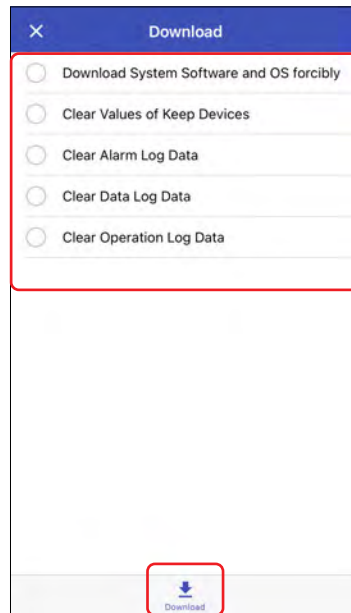 Download
Download System Software and OS forcibly
Clear Values of Keep Devices
Clear Alarm Log Data
Clear Data Log Data
Clear Operation Log Data
Download